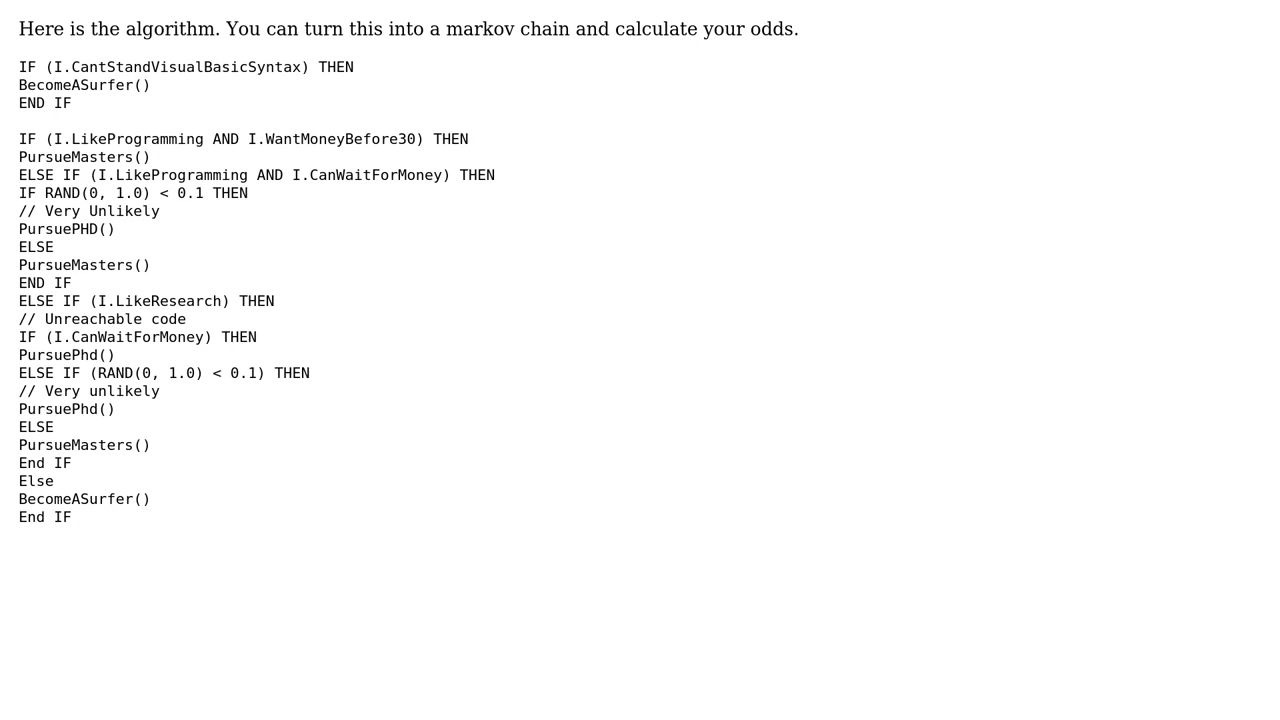 Here is the algorithm. You can turn this into a markov chain and calculate your odds.
IF (I.CantStandVisualBasicSyntax) THEN
BecomeASurfer()
END IF
IF (I.LikeProgramming AND I.WantMoneyBefore30) THEN
PursueMasters()
ELSE IF (I.LikeProgramming AND I.CanWaitForMoney) THEN
IF RAND(0, 1.0) < 0.1 THEN
// Very Unlikely
PursuePHD()
ELSE
PursueMasters()
END IF
ELSE IF (I.LikeResearch) THEN
// Unreachable code
IF (I.CanWaitForMoney) THEN
PursuePhd()
ELSE IF (RAND(0, 1.0) < 0.1) THEN
// Very unlikely
PursuePhd()
ELSE
PursueMasters()
End IF
Else
BecomeASurfer()
End IF